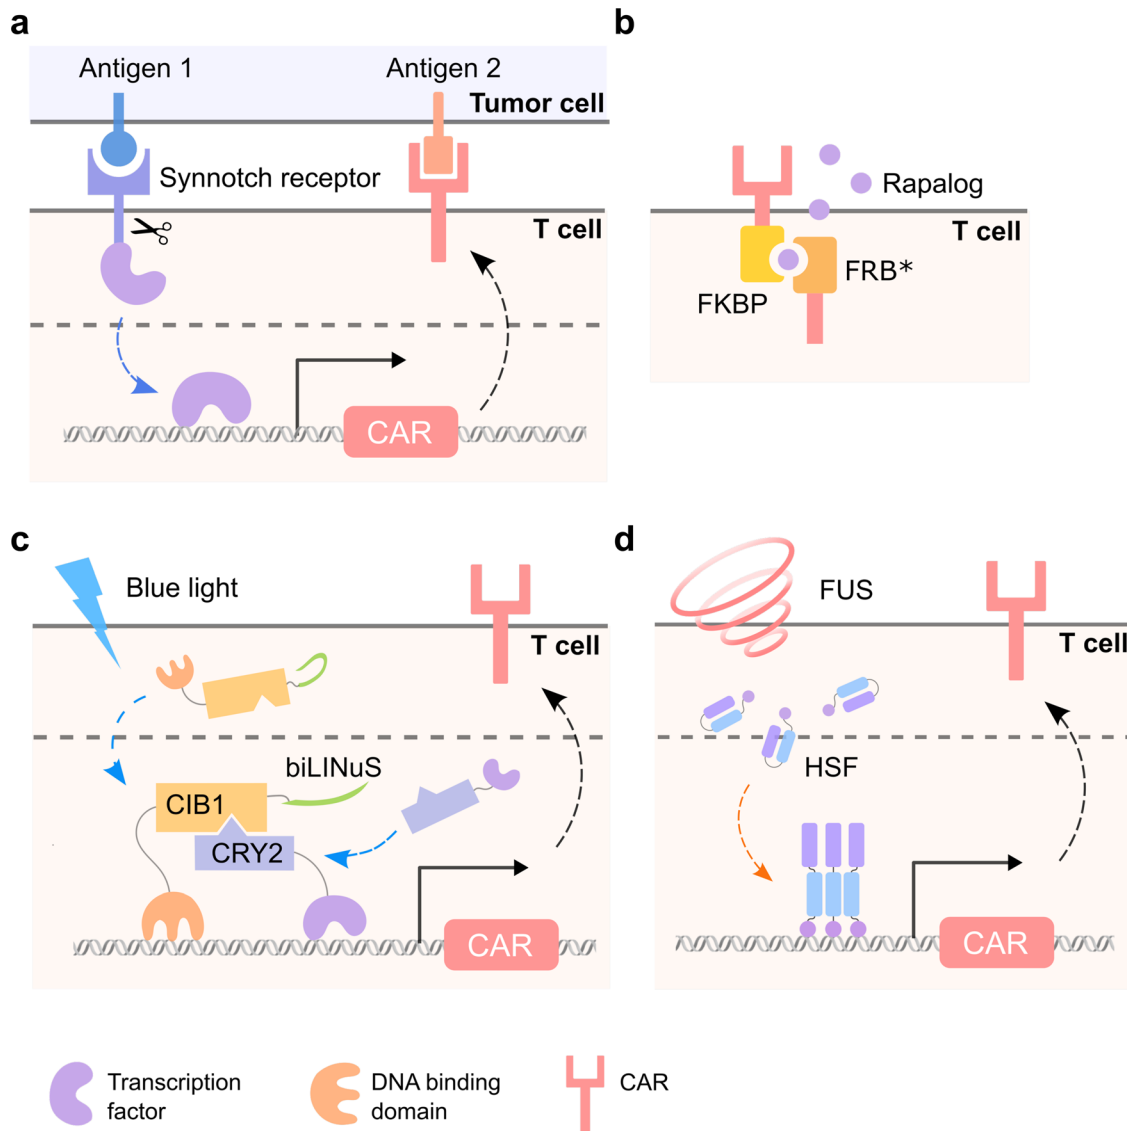 a
Antigen 1
Antigen 2
Tumor cell
Synnotch receptor
T cell
CAR
b
Rapalog
T cell
FKBP
FRB*
c
Blue light
T cell
biLINuS
CIB1
CRY2
CAR
d
FUS
T cell
HSF
CAR
Transcription
factor
DNA binding
domain
CAR